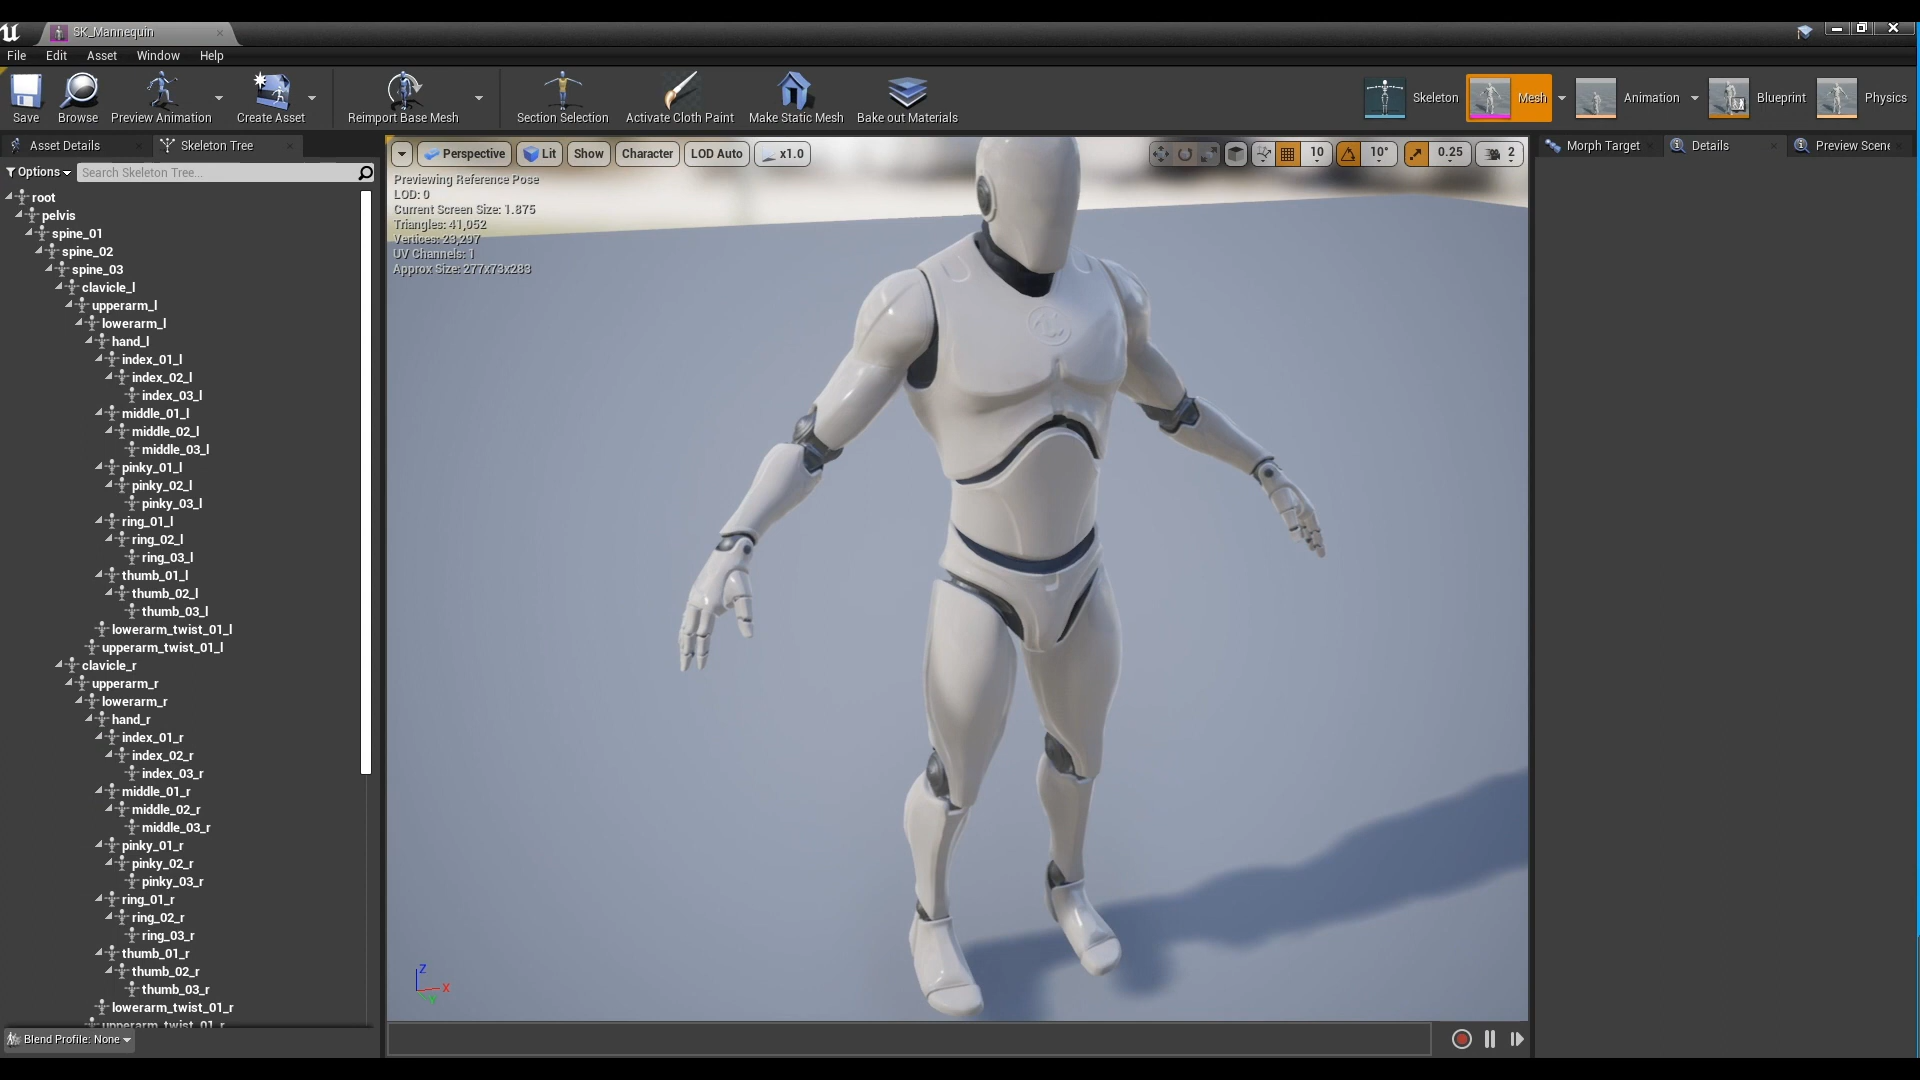 SK_Mannequin
File Edit Asset Window Help
Save Browse Preview Animation Create Asset Reimport Base Mesh Section Selection Activate Cloth Paint Make Static Mesh Bake out Materials Skeleton Mesh Animation Blueprint Physics
Asset Details Skeleton Tree
Options Search Skeleton Tree...
root
pelvis
spine_01
spine_02
spine_03
clavicle_l
upperarm_l
lowerarm_l
hand_l
index_01_l
index_02_l
index_03_l
middle_01_l
middle_02_l
middle_03_l
pinky_01_l
pinky_02_l
pinky_03_l
ring_01_l
ring_02_l
ring_03_l
thumb_01_l
thumb_02_l
thumb_03_l
lowerarm_twist_01_l
upperarm_twist_01_l
clavicle_r
upperarm_r
lowerarm_r
hand_r
index_01_r
index_02_r
index_03_r
middle_01_r
middle_02_r
middle_03_r
pinky_01_r
pinky_02_r
pinky_03_r
ring_01_r
ring_02_r
ring_03_r
thumb_01_r
thumb_02_r
thumb_03_r
lowerarm_twist_01_r
upperarm_twist_01_r
Blend Profile: None
Perspective Lit Show Character LOD Auto x1.0 10 10° 0.25 2
Previewing Reference Pose
LOD: 0
Current Screen Size: 1.875
Triangles: 41,052
Vertices: 23,297
UV Channels: 1
Approx Size: 277x73x283
Z
X
Y
Morph Target Details Preview Scene